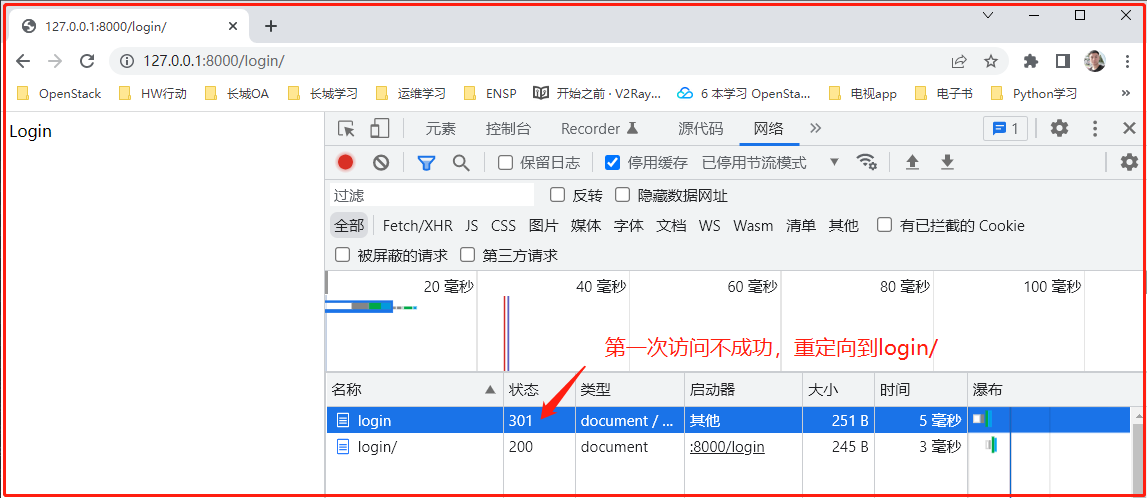 127.0.0.1:8000/login/
127.0.0.1:8000/login/
OpenStack HW行动 长城OA 长城学习 运维学习 ENSP 开始之前 · V2Ray... 6 本学习 OpenSta... 电视app 电子书 Python学习 »
Login
元素 控制台 Recorder 源代码 网络 » 1
保留日志 停用缓存 已停用节流模式
过滤 反转 隐藏数据网址
全部 Fetch/XHR JS CSS 图片 媒体 字体 文档 WS Wasm 清单 其他 有已拦截的 Cookie
被屏蔽的请求 第三方请求
20 毫秒 40 毫秒 60 毫秒 80 毫秒 100 毫秒
第一次访问不成功，重定向到login/
名称 状态 类型 启动器 大小 时间 瀑布
login 301 document / ... 其他 251 B 5 毫秒
login/ 200 document :8000/login 245 B 3 毫秒